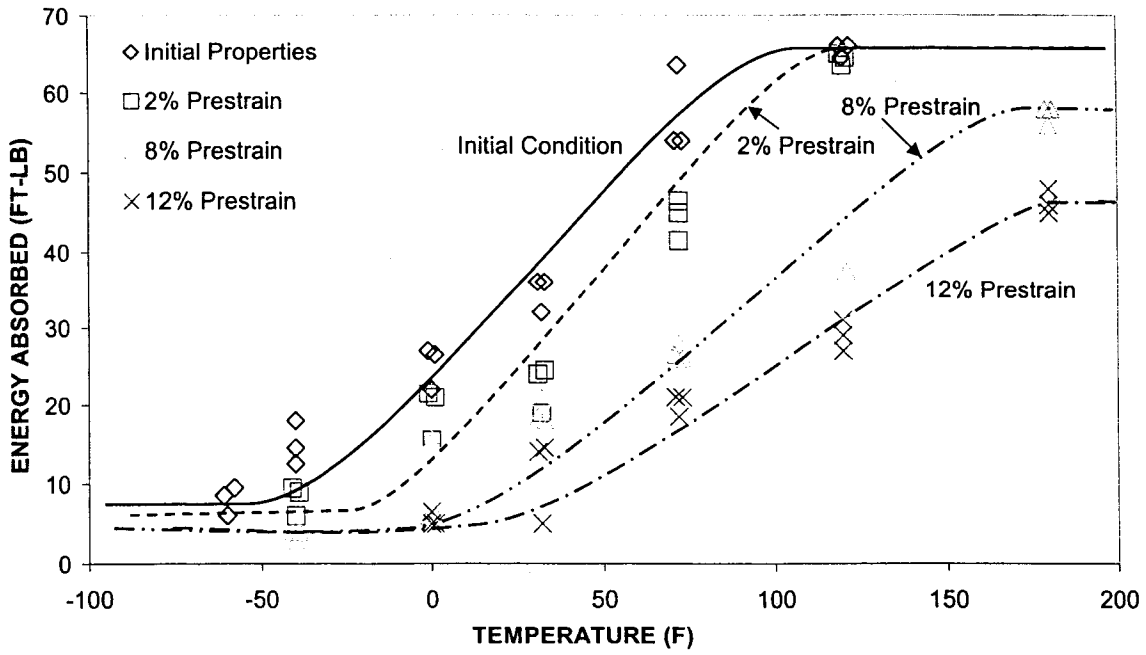 ENERGY ABSORBED (FT-LB)
70
60
50
40
30
20
10
0
Initial Properties
2% Prestrain
8% Prestrain
12% Prestrain
Initial Condition
2% Prestrain
8% Prestrain
12% Prestrain
-100
-50
0
50
100
150
200
TEMPERATURE (F)